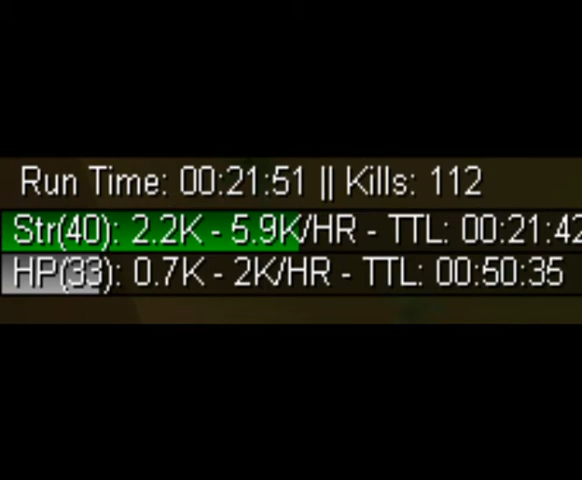 Run Time: 00:21:51 || Kills: 112
Str(40): 2.2K - 5.9K/HR - TTL: 00:21:42
HP(33): 0.7K - 2K/HR - TTL: 00:50:35